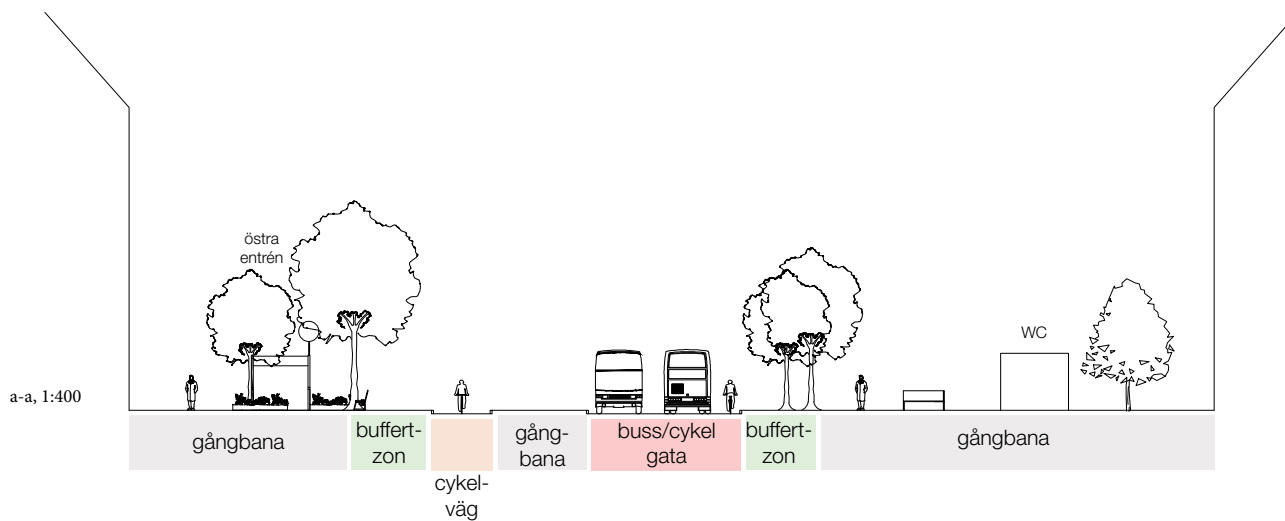 östra
entrén
WC
a-a, 1:400
gångbana
buffert-
zon
cykel-
väg
gång-
bana
buss/cykel
gata
buffert-
zon
gångbana